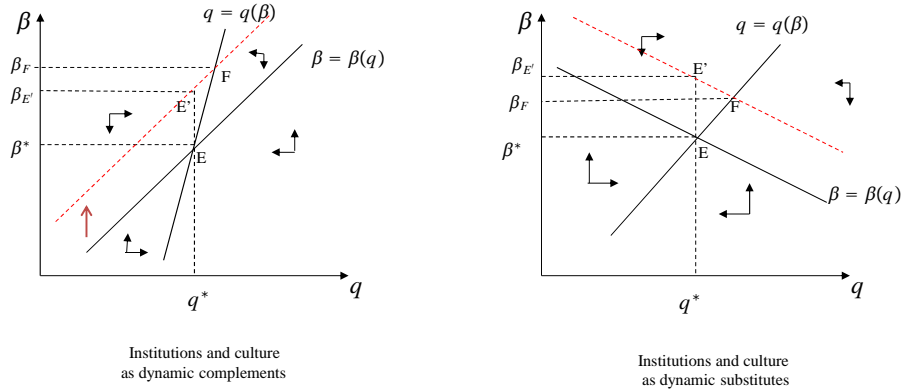 β
q = q(β)
β = β(q)
β_F
F
β_E'
E'
β*
E
q*
q
Institutions and culture
as dynamic complements
β
q = q(β)
β_E'
E'
β_F
F
β*
E
β = β(q)
q*
q
Institutions and culture
as dynamic substitutes